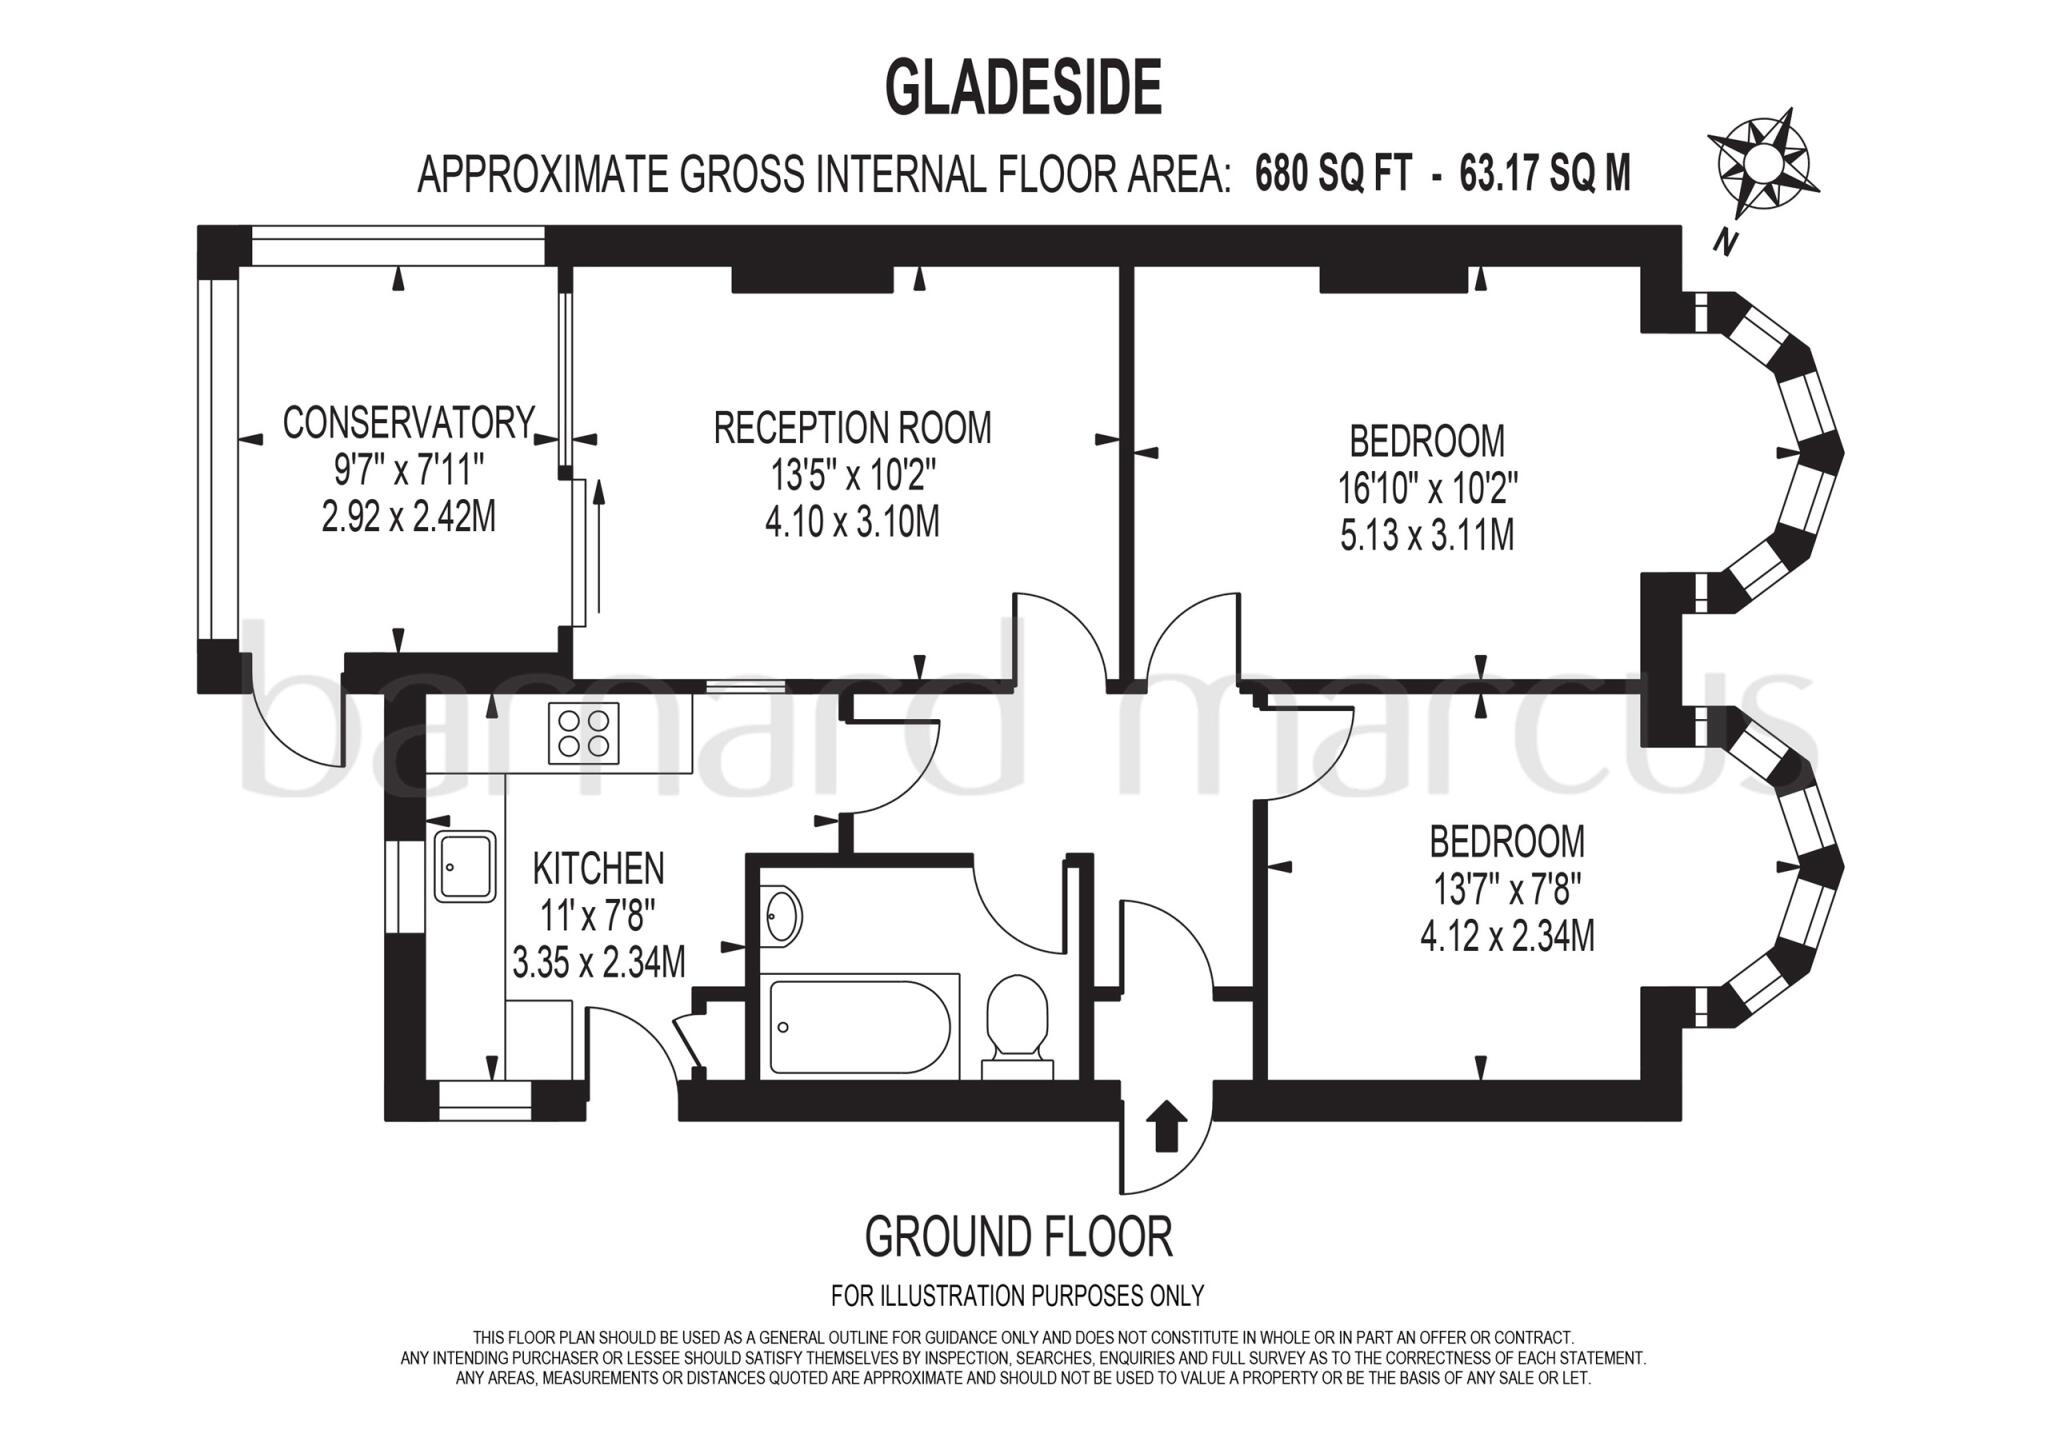 GLADESIDE
APPROXIMATE GROSS INTERNAL FLOOR AREA: 680 SQ FT - 63.17 SQ M
N
CONSERVATORY
9'7" x 7'11"
2.92 x 2.42M
RECEPTION ROOM
13'5" x 10'2"
4.10 x 3.10M
BEDROOM
16'10" x 10'2"
5.13 x 3.11M
barnard marcus
KITCHEN
11' x 7'8"
3.35 x 2.34M
BEDROOM
13'7" x 7'8"
4.12 x 2.34M
GROUND FLOOR
FOR ILLUSTRATION PURPOSES ONLY
THIS FLOOR PLAN SHOULD BE USED AS A GENERAL OUTLINE FOR GUIDANCE ONLY AND DOES NOT CONSTITUTE IN WHOLE OR IN PART AN OFFER OR CONTRACT.
ANY INTENDING PURCHASER OR LESSEE SHOULD SATISFY THEMSELVES BY INSPECTION, SEARCHES, ENQUIRIES AND FULL SURVEY AS TO THE CORRECTNESS OF EACH STATEMENT.
ANY AREAS, MEASUREMENTS OR DISTANCES QUOTED ARE APPROXIMATE AND SHOULD NOT BE USED TO VALUE A PROPERTY OR BE THE BASIS OF ANY SALE OR LET.